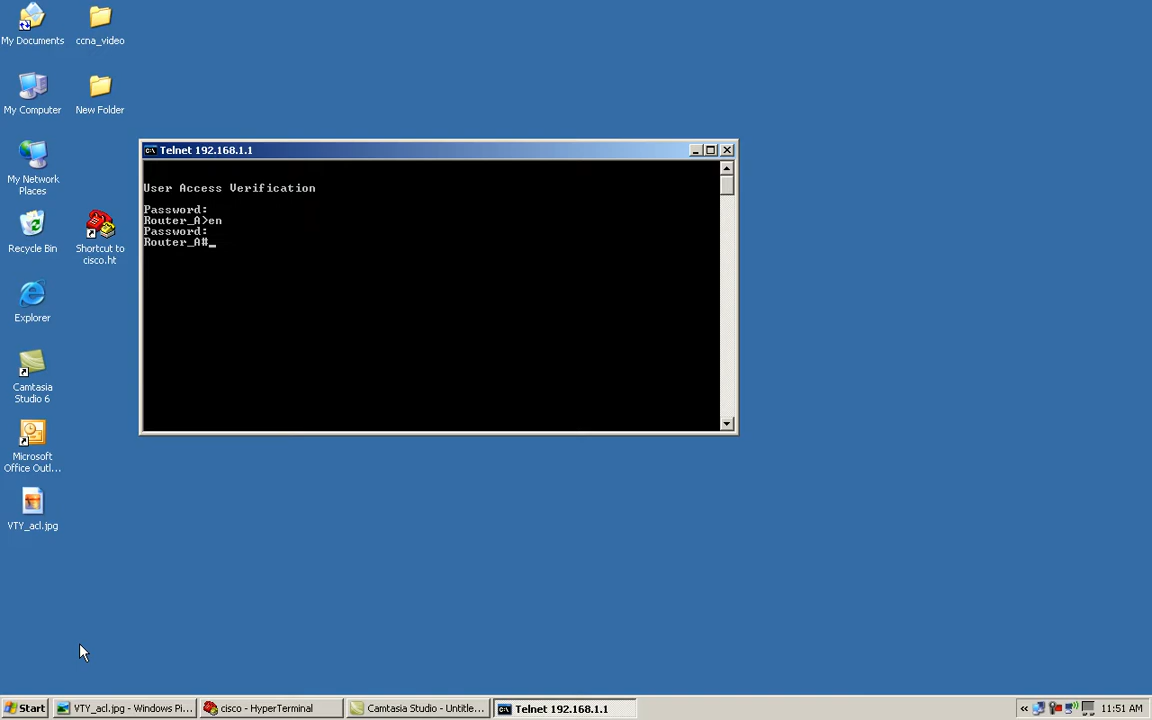 My Documents
ccna_video
My Computer
New Folder
My Network
Places
Recycle Bin
Shortcut to
cisco.ht
Explorer
Camtasia
Studio 6
Microsoft
Office Outl...
VTY_acl.jpg
Telnet 192.168.1.1
User Access Verification
Password:
Router_A>en
Password:
Router_A#_
Start
VTY_acl.jpg - Windows Pi...
cisco - HyperTerminal
Camtasia Studio - Untitle...
Telnet 192.168.1.1
11:51 AM